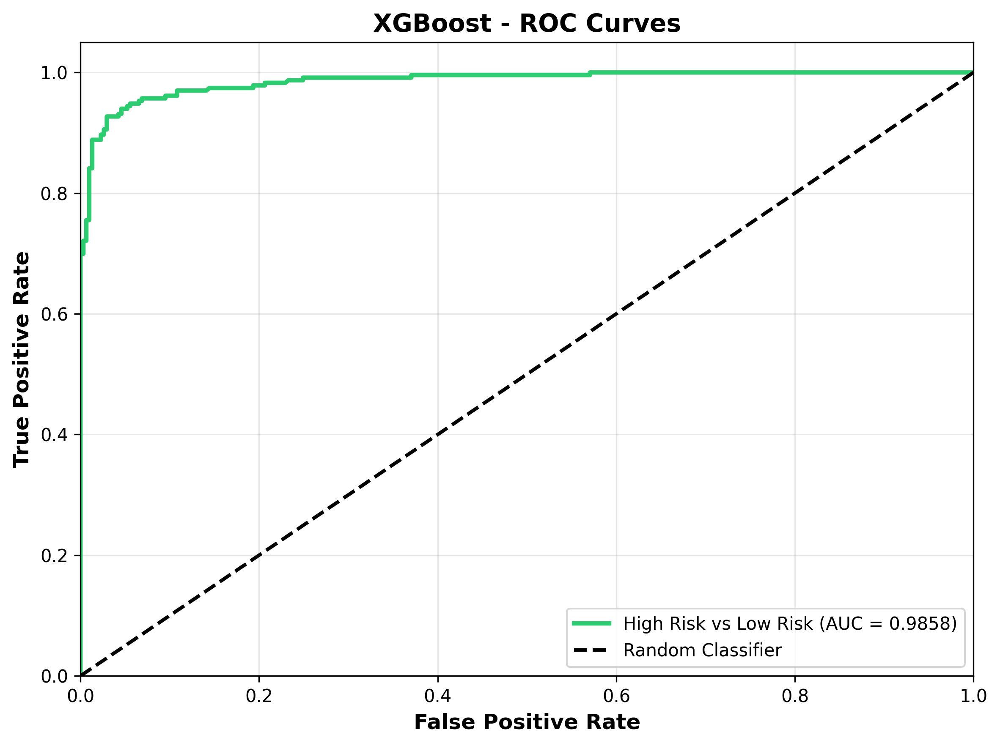 XGBoost - ROC Curves
True Positive Rate
1.0
0.8
0.6
0.4
0.2
0.0
0.0 0.2 0.4 0.6 0.8 1.0
False Positive Rate
High Risk vs Low Risk (AUC = 0.9858)
Random Classifier